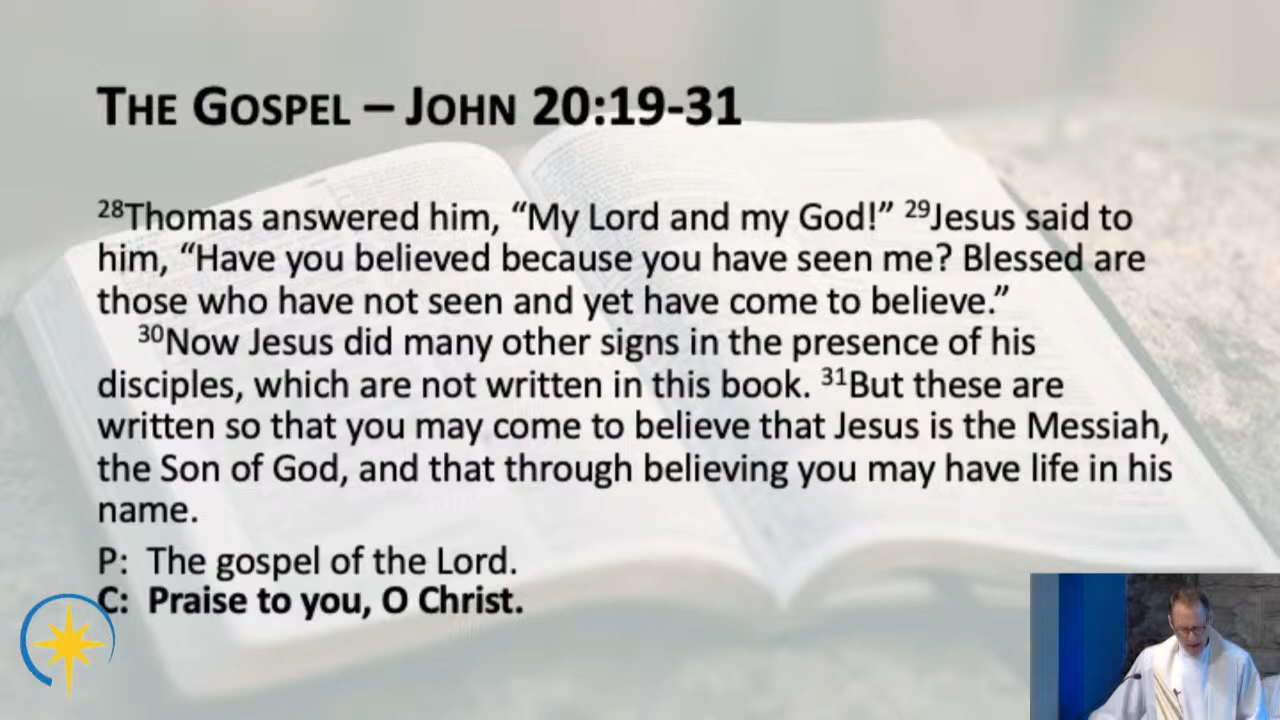 THE GOSPEL – JOHN 20:19-31
28Thomas answered him, “My Lord and my God!” 29Jesus said to
him, “Have you believed because you have seen me? Blessed are
those who have not seen and yet have come to believe.”
30Now Jesus did many other signs in the presence of his
disciples, which are not written in this book. 31But these are
written so that you may come to believe that Jesus is the Messiah,
the Son of God, and that through believing you may have life in his
name.
P: The gospel of the Lord.
C: Praise to you, O Christ.